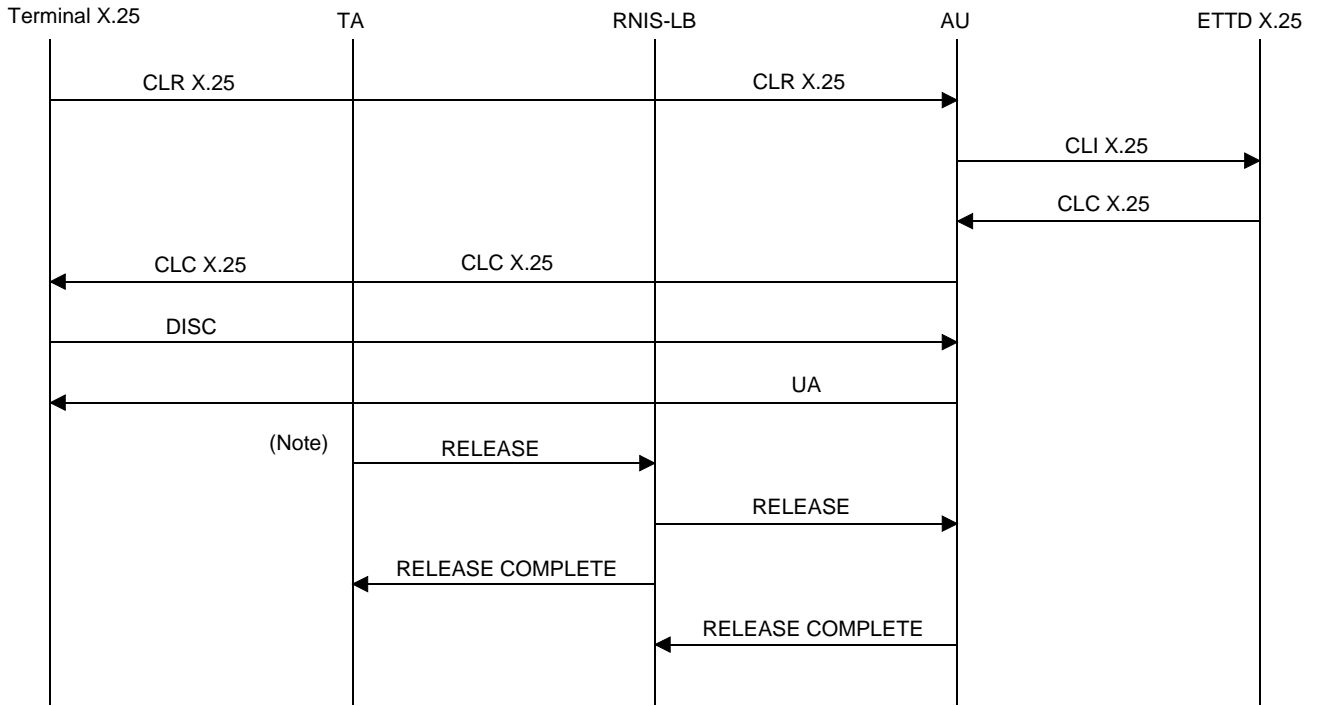 Terminal X.25
TA
RNIS-LB
AU
ETTD X.25
CLR X.25
CLR X.25
CLI X.25
CLC X.25
CLC X.25
CLC X.25
DISC
UA
(Note)
RELEASE
RELEASE
RELEASE COMPLETE
RELEASE COMPLETE